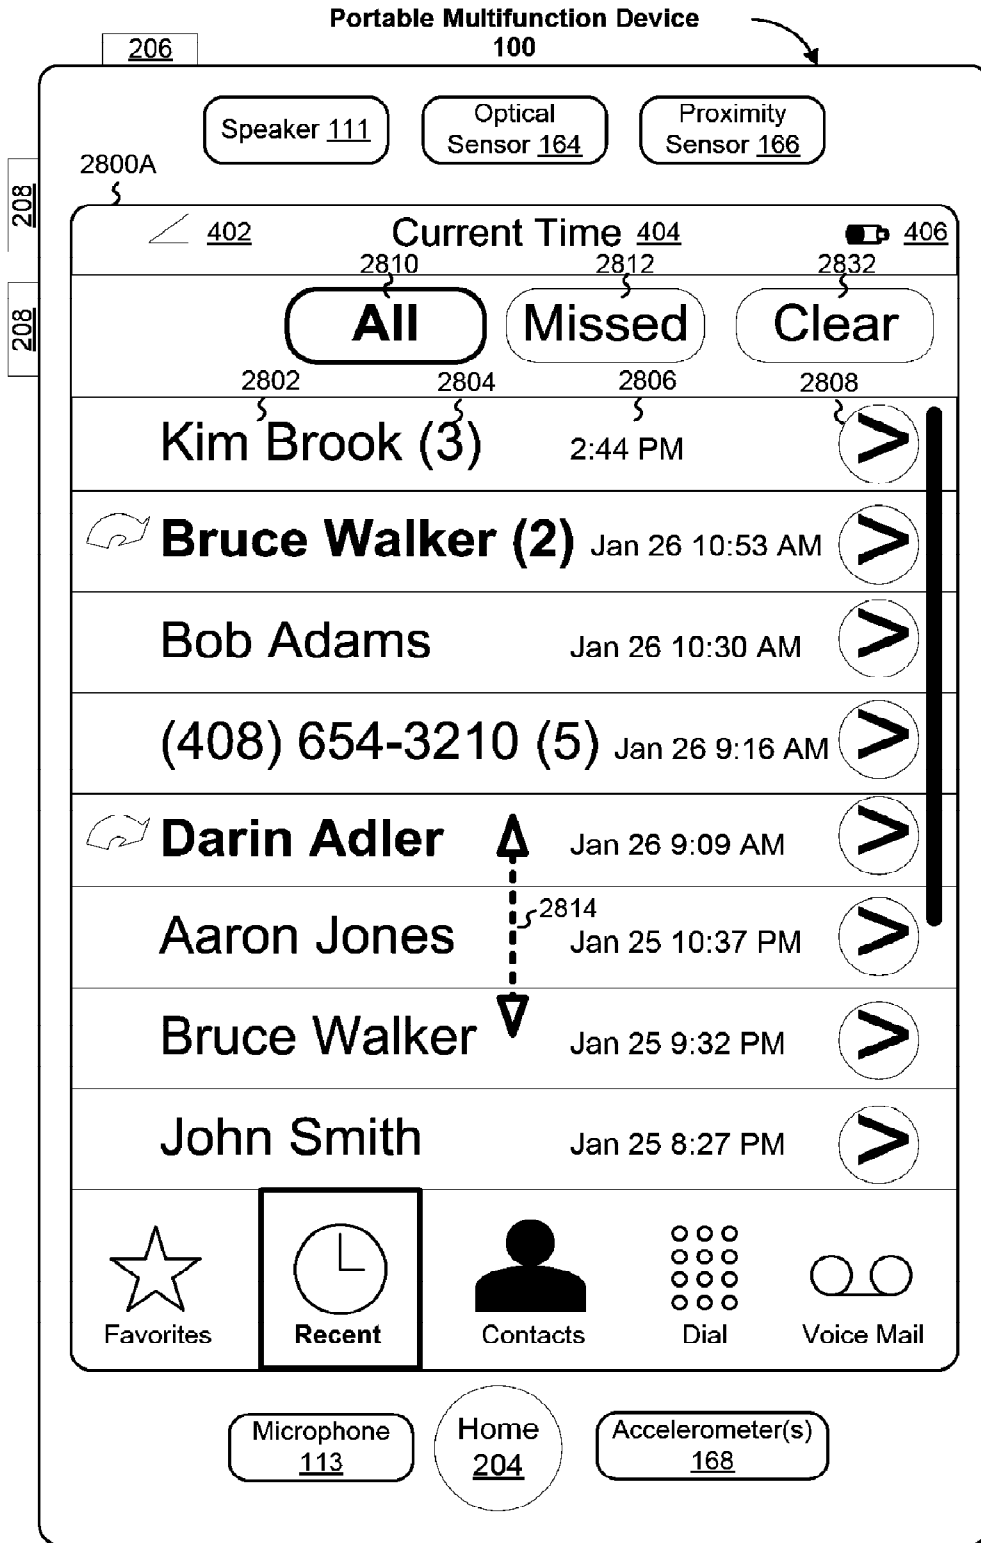 Portable Multifunction Device
100
206
Speaker 111
Optical
Sensor 164
Proximity
Sensor 166
2800A
208
402
Current Time 404
406
2810
2812
2832
208
All
Missed
Clear
2802
2804
2806
2808
Kim Brook (3)
2:44 PM
>
Bruce Walker (2)
Jan 26 10:53 AM
>
Bob Adams
Jan 26 10:30 AM
>
(408) 654-3210 (5)
Jan 26 9:16 AM
>
Darin Adler
Jan 26 9:09 AM
>
2814
Aaron Jones
Jan 25 10:37 PM
>
Bruce Walker
Jan 25 9:32 PM
>
John Smith
Jan 25 8:27 PM
>
Favorites
Recent
Contacts
Dial
Voice Mail
Microphone
113
Home
204
Accelerometer(s)
168